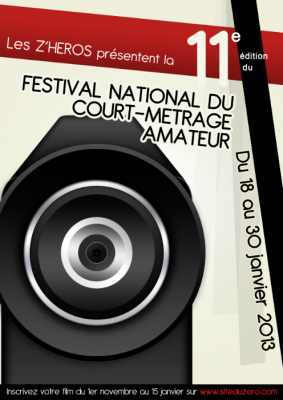 Les Z'HEROS présentent la
11e
édition
du
FESTIVAL NATIONAL DU
COURT-METRAGE
AMATEUR
Du 18 au 30 janvier 2013
Inscrivez votre film du 1er novembre au 15 janvier sur www.siteduzero.com